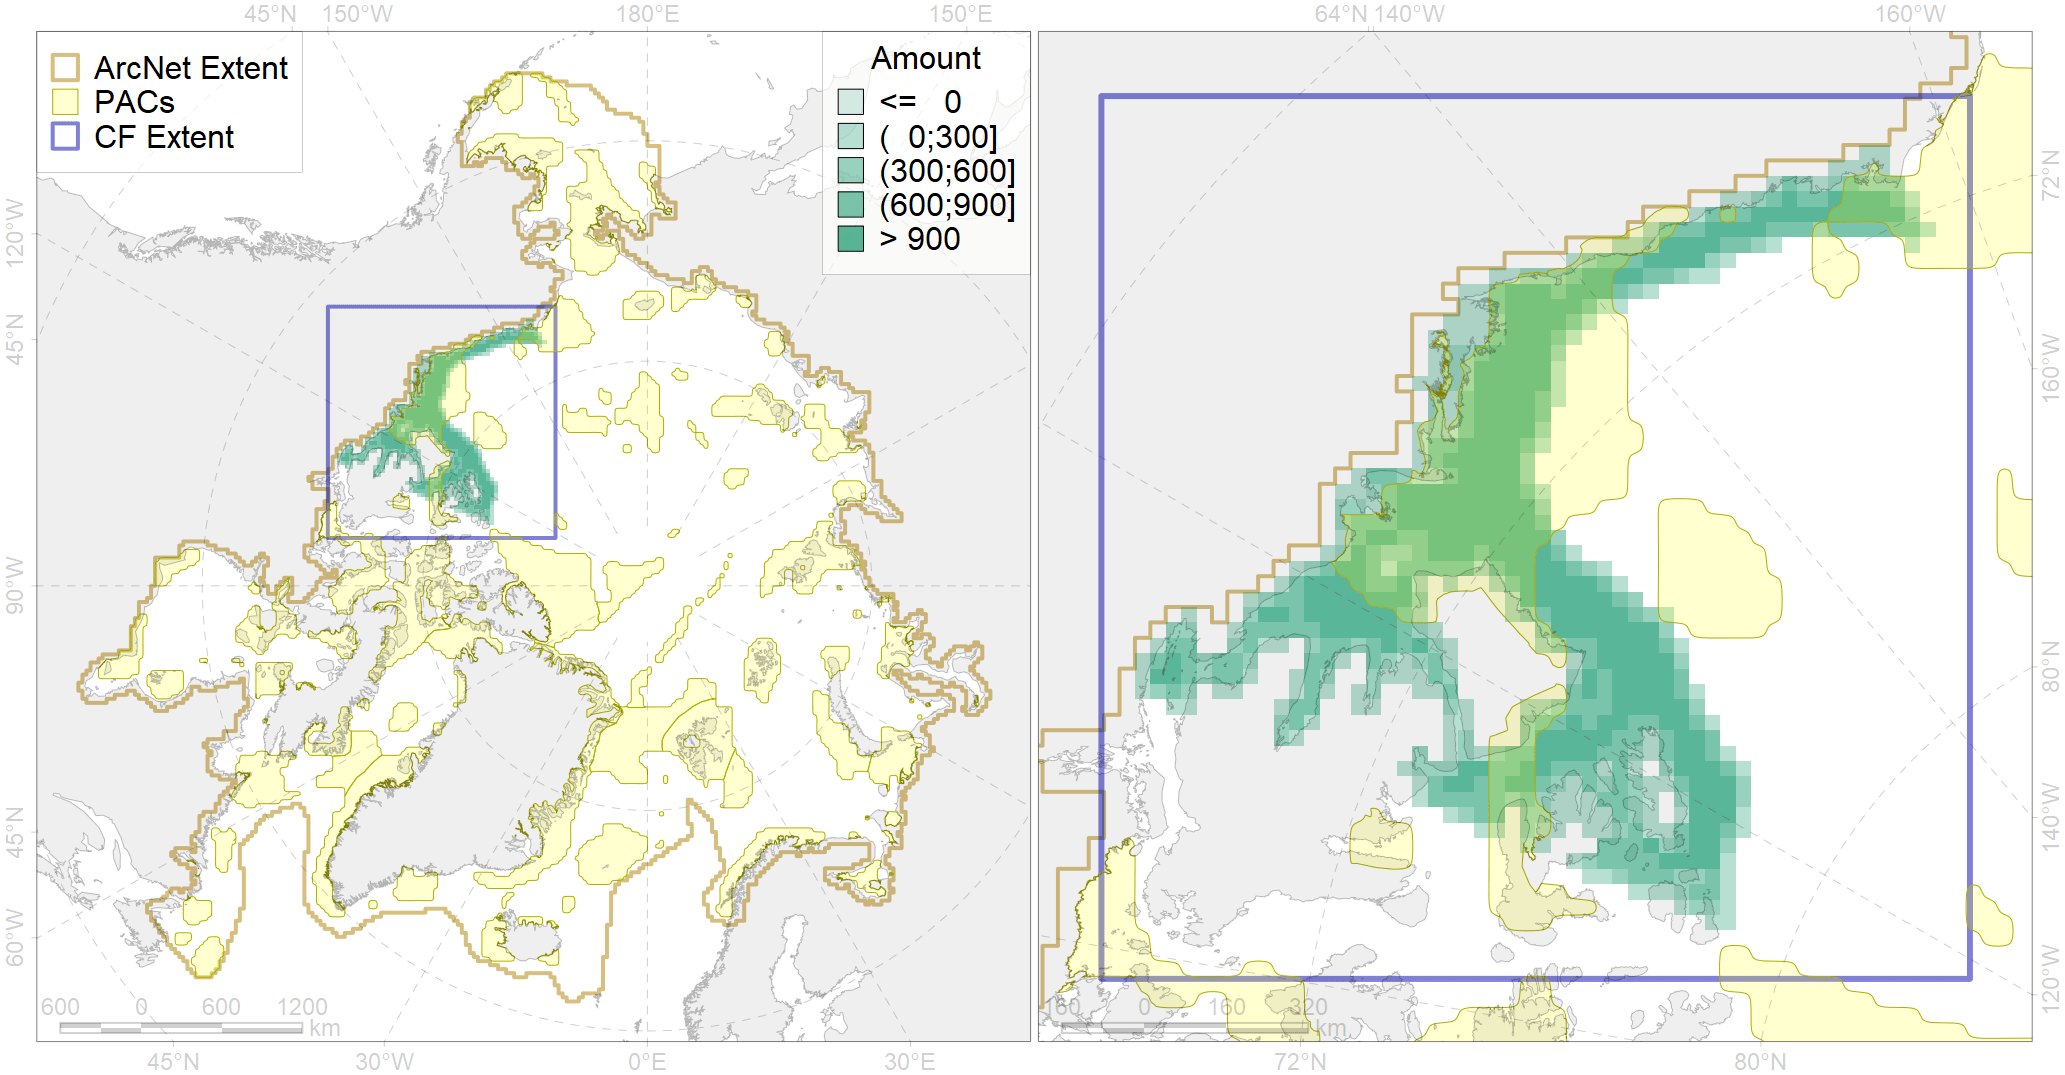 45°N 150°W 180°E 150°E 64°N 140°W 160°W
ArcNet Extent
PACs
CF Extent
Amount
<= 0
( 0;300]
(300;600]
(600;900]
> 900
120°W
45°N
90°W
45°N
60°W
72°N
160°W
80°N
140°W
120°W
600 0 600 1200
km
160 0 160 320
km
45°N 30°W 0°E 30°E 72°N 80°N